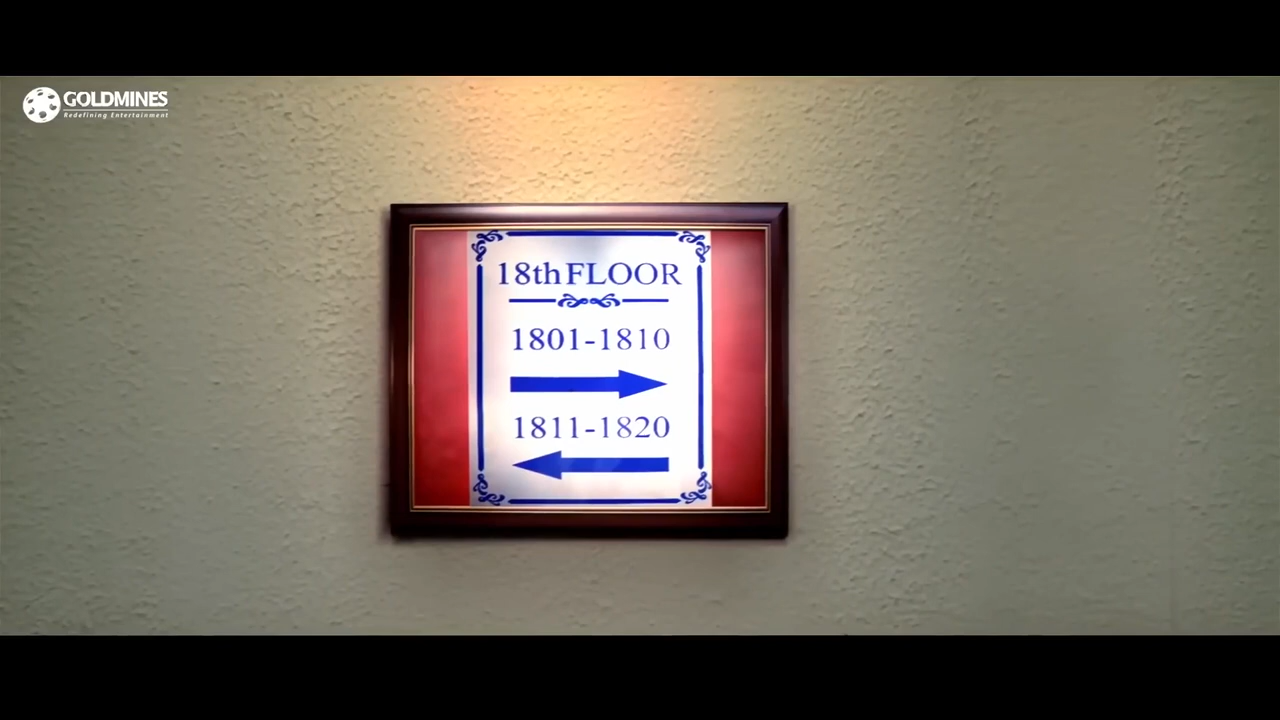 GOLDMINES
Redefining Entertainment
18th FLOOR
1801-1810
1811-1820